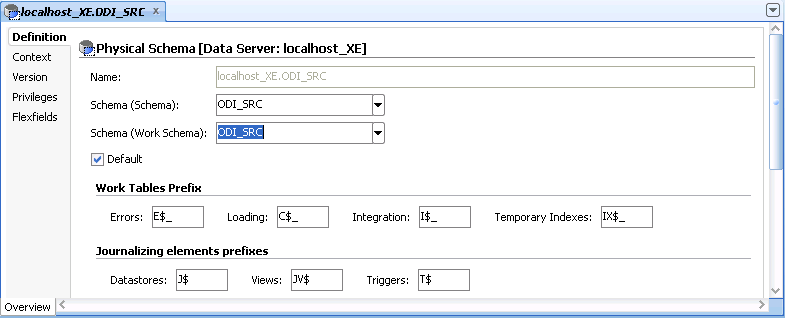 localhost_XE.ODI_SRC x
Definition
Context
Version
Privileges
Flexfields
Physical Schema [Data Server: localhost_XE]
Name: localhost_XE.ODI_SRC
Schema (Schema): ODI_SRC
Schema (Work Schema): ODI_SRC
Default
Work Tables Prefix
Errors: E$_ Loading: C$_ Integration: I$_ Temporary Indexes: IX$_
Journalizing elements prefixes
Datastores: J$ Views: JV$ Triggers: T$
Overview